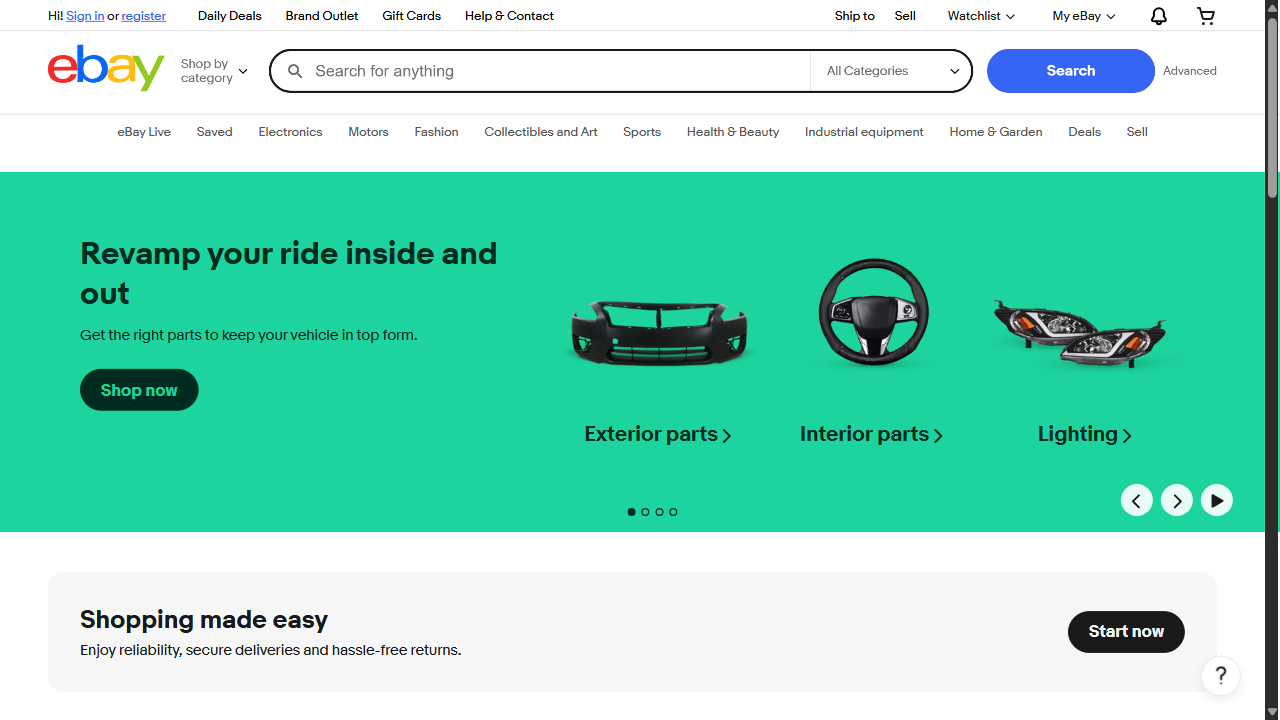 Hi! Sign in or register
Daily Deals
Brand Outlet
Gift Cards
Help & Contact
Ship to
Sell
Watchlist
My eBay
ebay
Shop by
category
Search for anything
All Categories
Search
Advanced
eBay Live
Saved
Electronics
Motors
Fashion
Collectibles and Art
Sports
Health & Beauty
Industrial equipment
Home & Garden
Deals
Sell
Revamp your ride inside and
out
Get the right parts to keep your vehicle in top form.
Shop now
Exterior parts
Interior parts
Lighting
Shopping made easy
Enjoy reliability, secure deliveries and hassle-free returns.
Start now
?